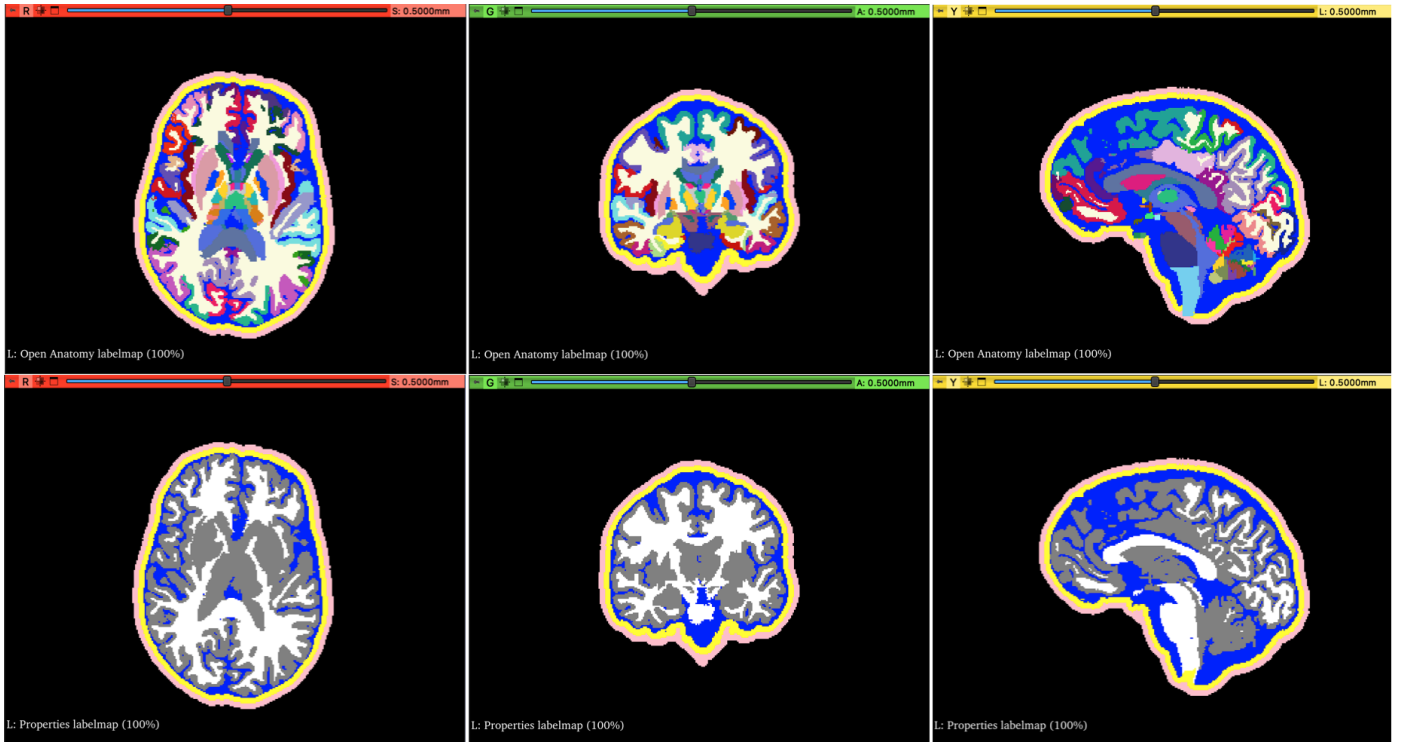 R S: 0.5000mm
G A: 0.5000mm
Y L: 0.5000mm
L: Open Anatomy labelmap (100%)
L: Open Anatomy labelmap (100%)
L: Open Anatomy labelmap (100%)
R S: 0.5000mm
G A: 0.5000mm
Y L: 0.5000mm
L: Properties labelmap (100%)
L: Properties labelmap (100%)
L: Properties labelmap (100%)